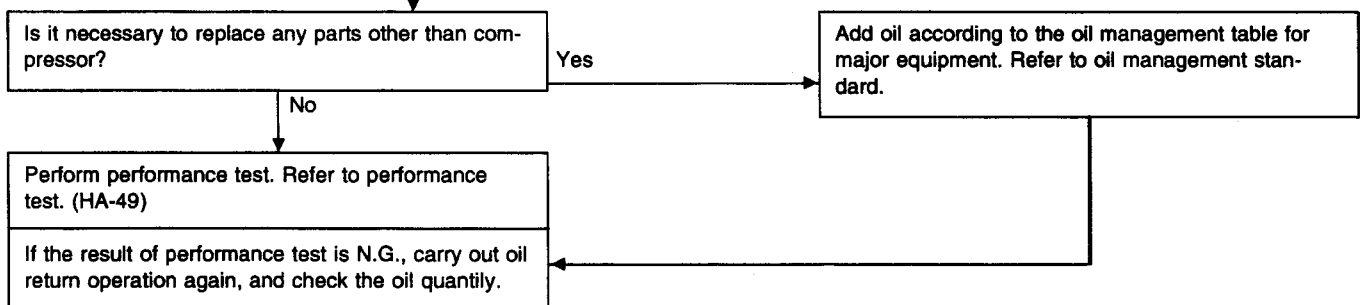 Is it necessary to replace any parts other than com-
pressor?
Yes
Add oil according to the oil management table for
major equipment. Refer to oil management stan-
dard.
No
Perform performance test. Refer to performance
test. (HA-49)
If the result of performance test is N.G., carry out oil
return operation again, and check the oil quantily.